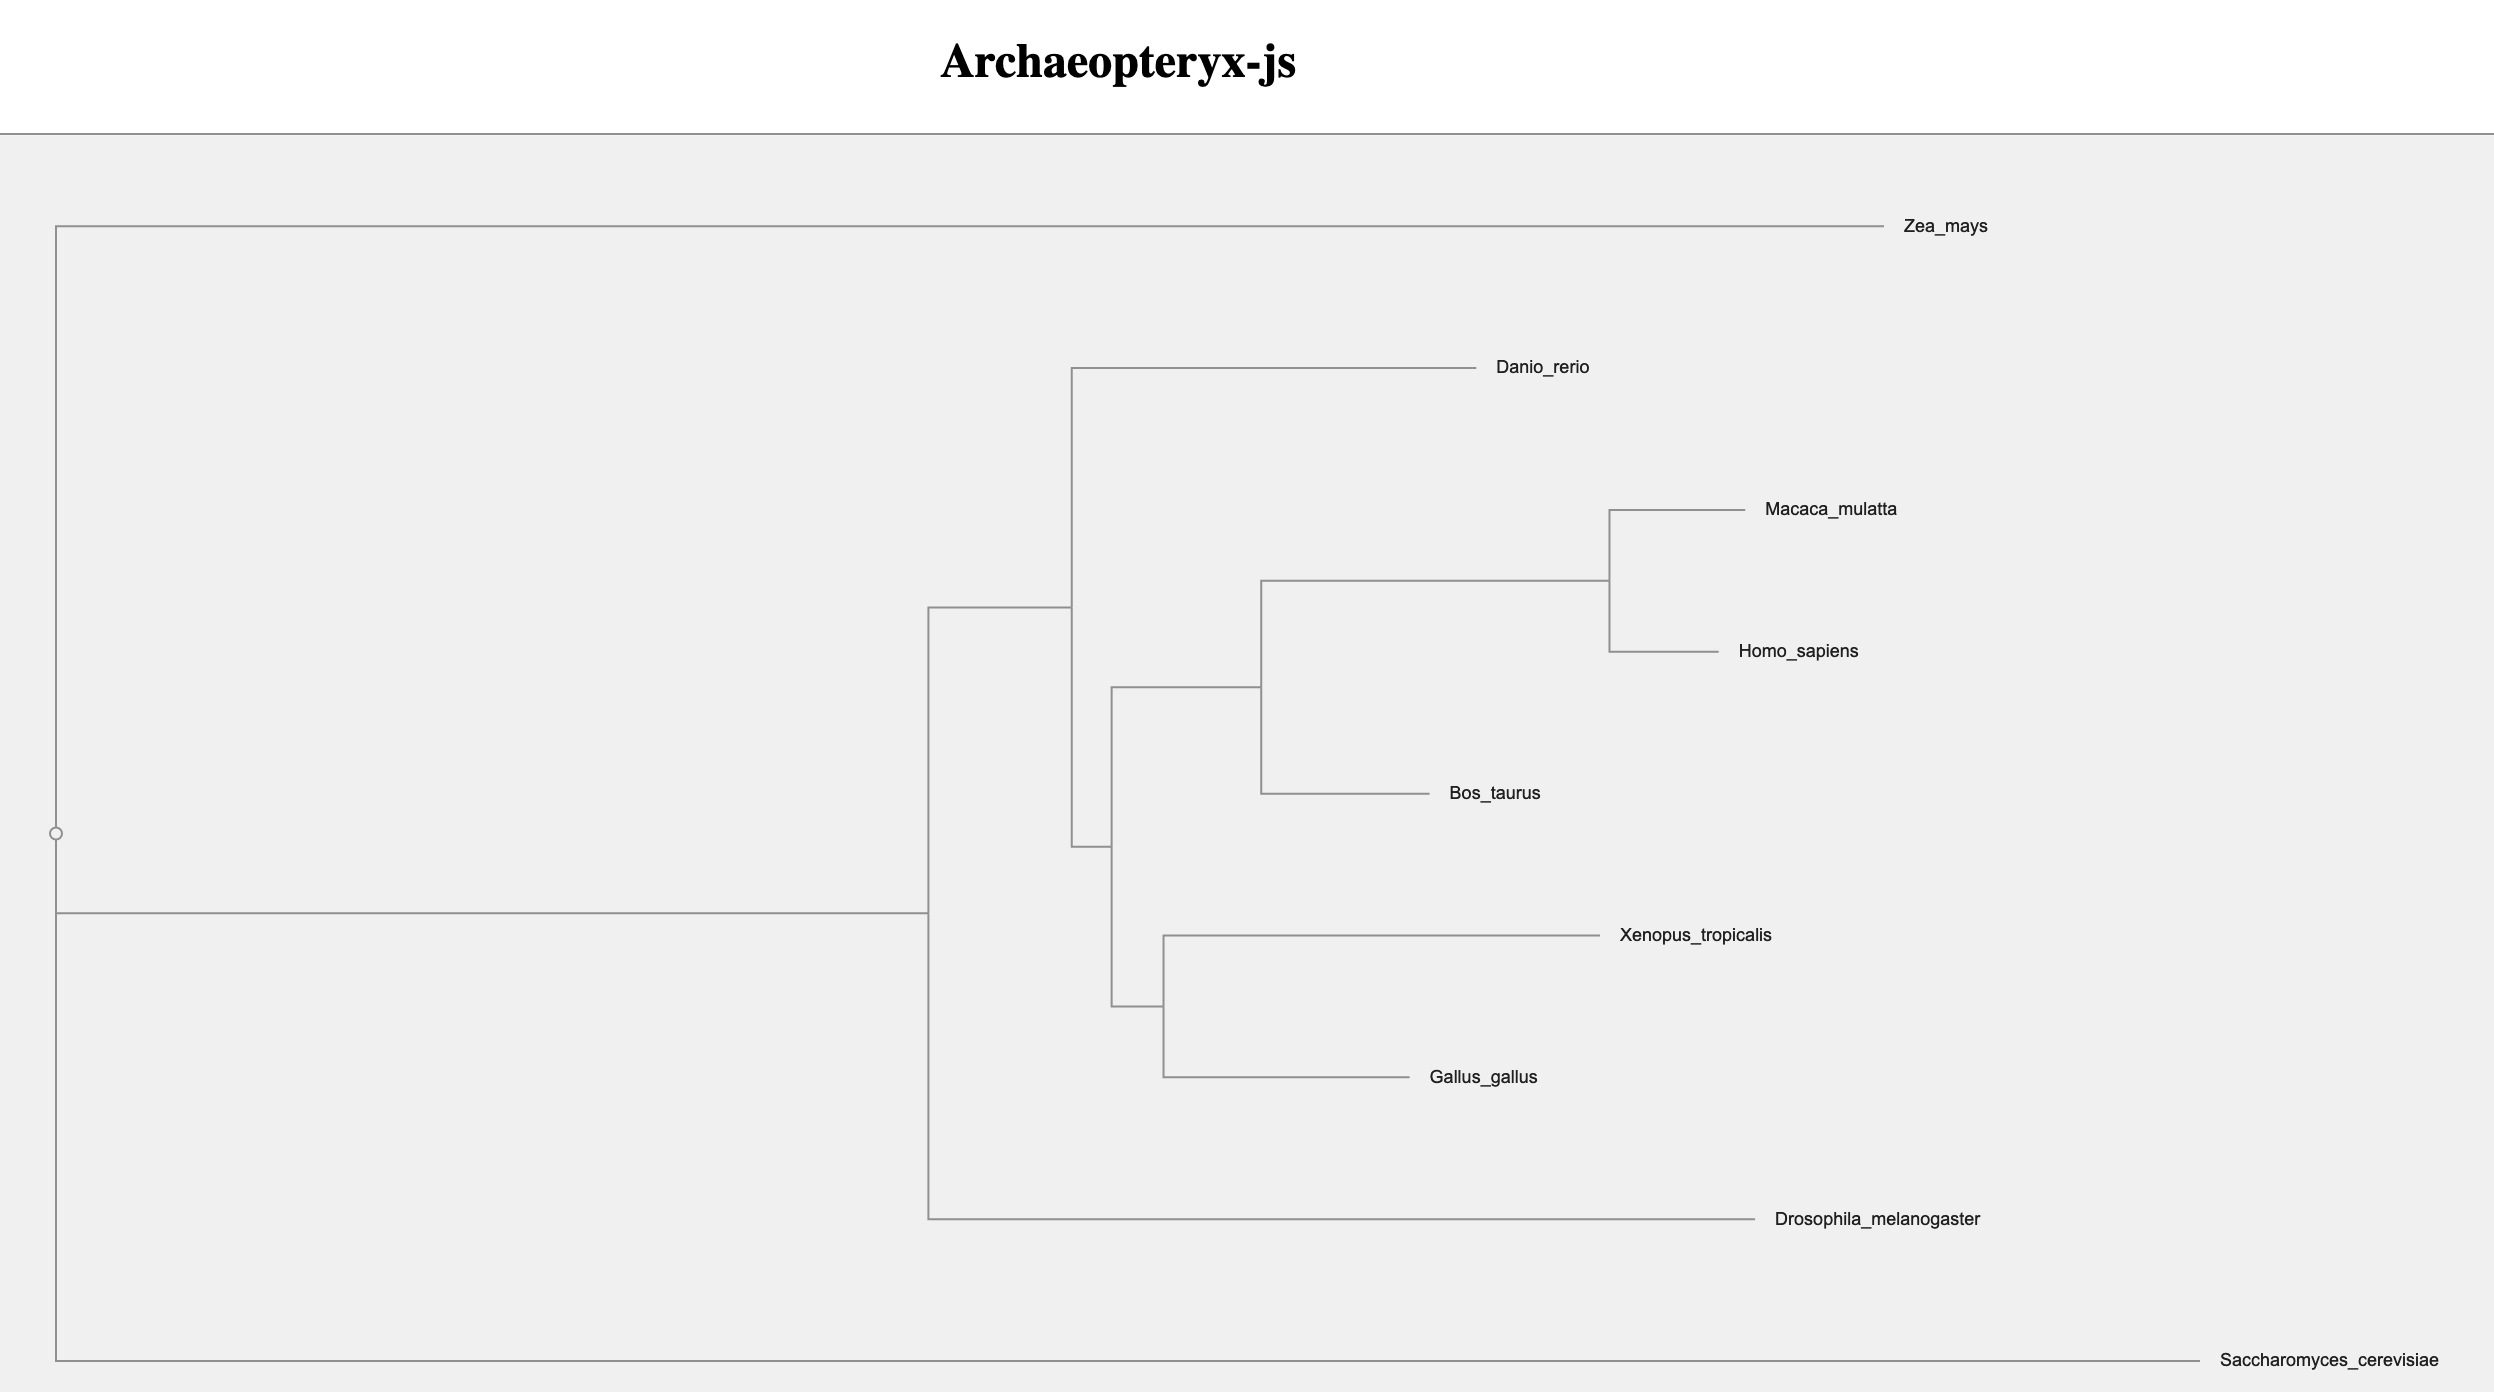 Archaeopteryx-js
Zea_mays
Danio_rerio
Macaca_mulatta
Homo_sapiens
Bos_taurus
Xenopus_tropicalis
Gallus_gallus
Drosophila_melanogaster
Saccharomyces_cerevisiae